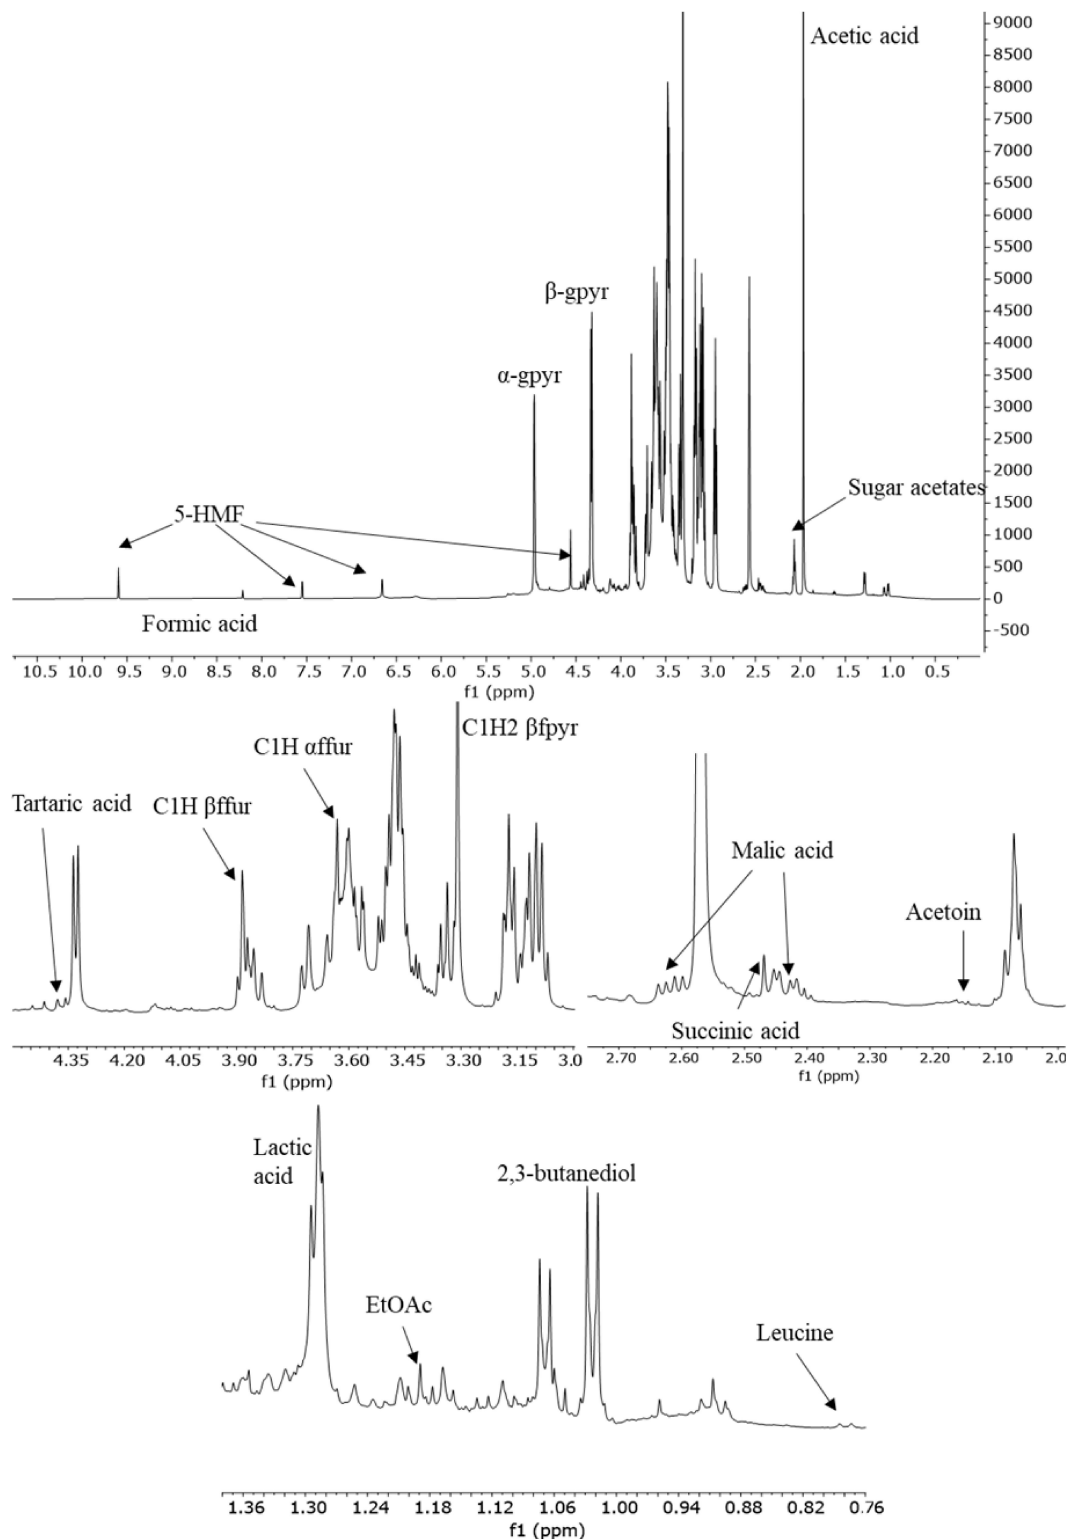 Acetic acid
β-gpyr
α-gpyr
Sugar acetates
5-HMF
Formic acid
9000
8500
8000
7500
7000
6500
6000
5500
5000
4500
4000
3500
3000
2500
2000
1500
1000
500
0
-500
10.5 10.0 9.5 9.0 8.5 8.0 7.5 7.0 6.5 6.0 5.5 5.0 4.5 4.0 3.5 3.0 2.5 2.0 1.5 1.0 0.5
f1 (ppm)
C1H2 βfpyr
C1H αffur
Tartaric acid
C1H βffur
4.35 4.20 4.05 3.90 3.75 3.60 3.45 3.30 3.15 3.0
f1 (ppm)
Malic acid
Acetoin
Succinic acid
2.70 2.60 2.50 2.40 2.30 2.20 2.10 2.0
f1 (ppm)
Lactic
acid
2,3-butanediol
EtOAc
Leucine
1.36 1.30 1.24 1.18 1.12 1.06 1.00 0.94 0.88 0.82 0.76
f1 (ppm)